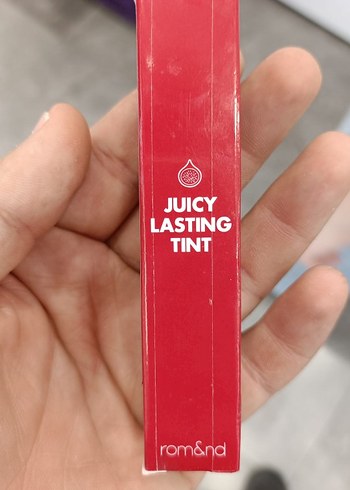 JUICY
LASTING
TINT
rom&nd